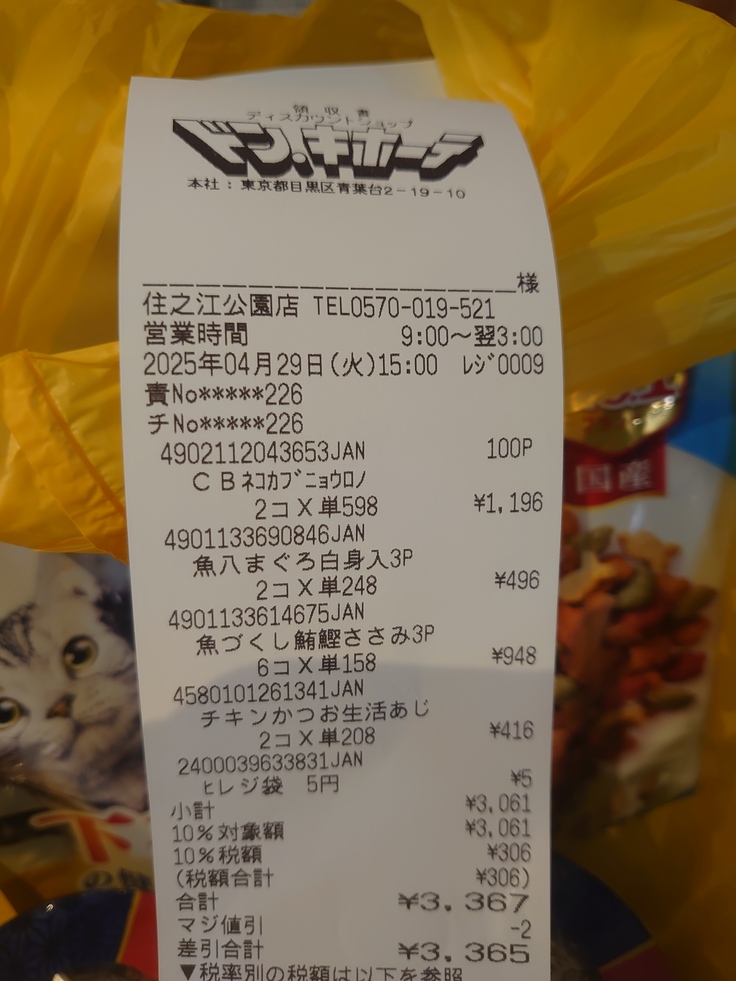 領収書
ディスカウントショップ
ドン.キホーテ
本社：東京都目黒区青葉台2－19－10
様
住之江公園店 TEL0570-019-521
営業時間 9:00～翌3:00
2025年04月29日(火)15:00 ﾚｼﾞ0009
責No*****226
チNo*****226
4902112043653JAN 100P
ＣＢﾈｺｶﾌﾞﾆｮｳﾛﾉ
2コX単598 ¥1,196
4901133690846JAN
魚八まぐろ白身入3P
2コX単248 ¥496
4901133614675JAN
魚づくし鮪鰹ささみ3P
6コX単158 ¥948
4580101261341JAN
チキンかつお生活あじ
2コX単208 ¥416
2400039633831JAN
ﾋレジ袋 5円 ¥5
小計 ¥3,061
10％対象額 ¥3,061
10％税額 ¥306
(税額合計 ¥306)
合計 ¥3,367
マジ値引 -2
差引合計 ¥3,365
▼税率別の税額は以下を参照
国産
下
の健